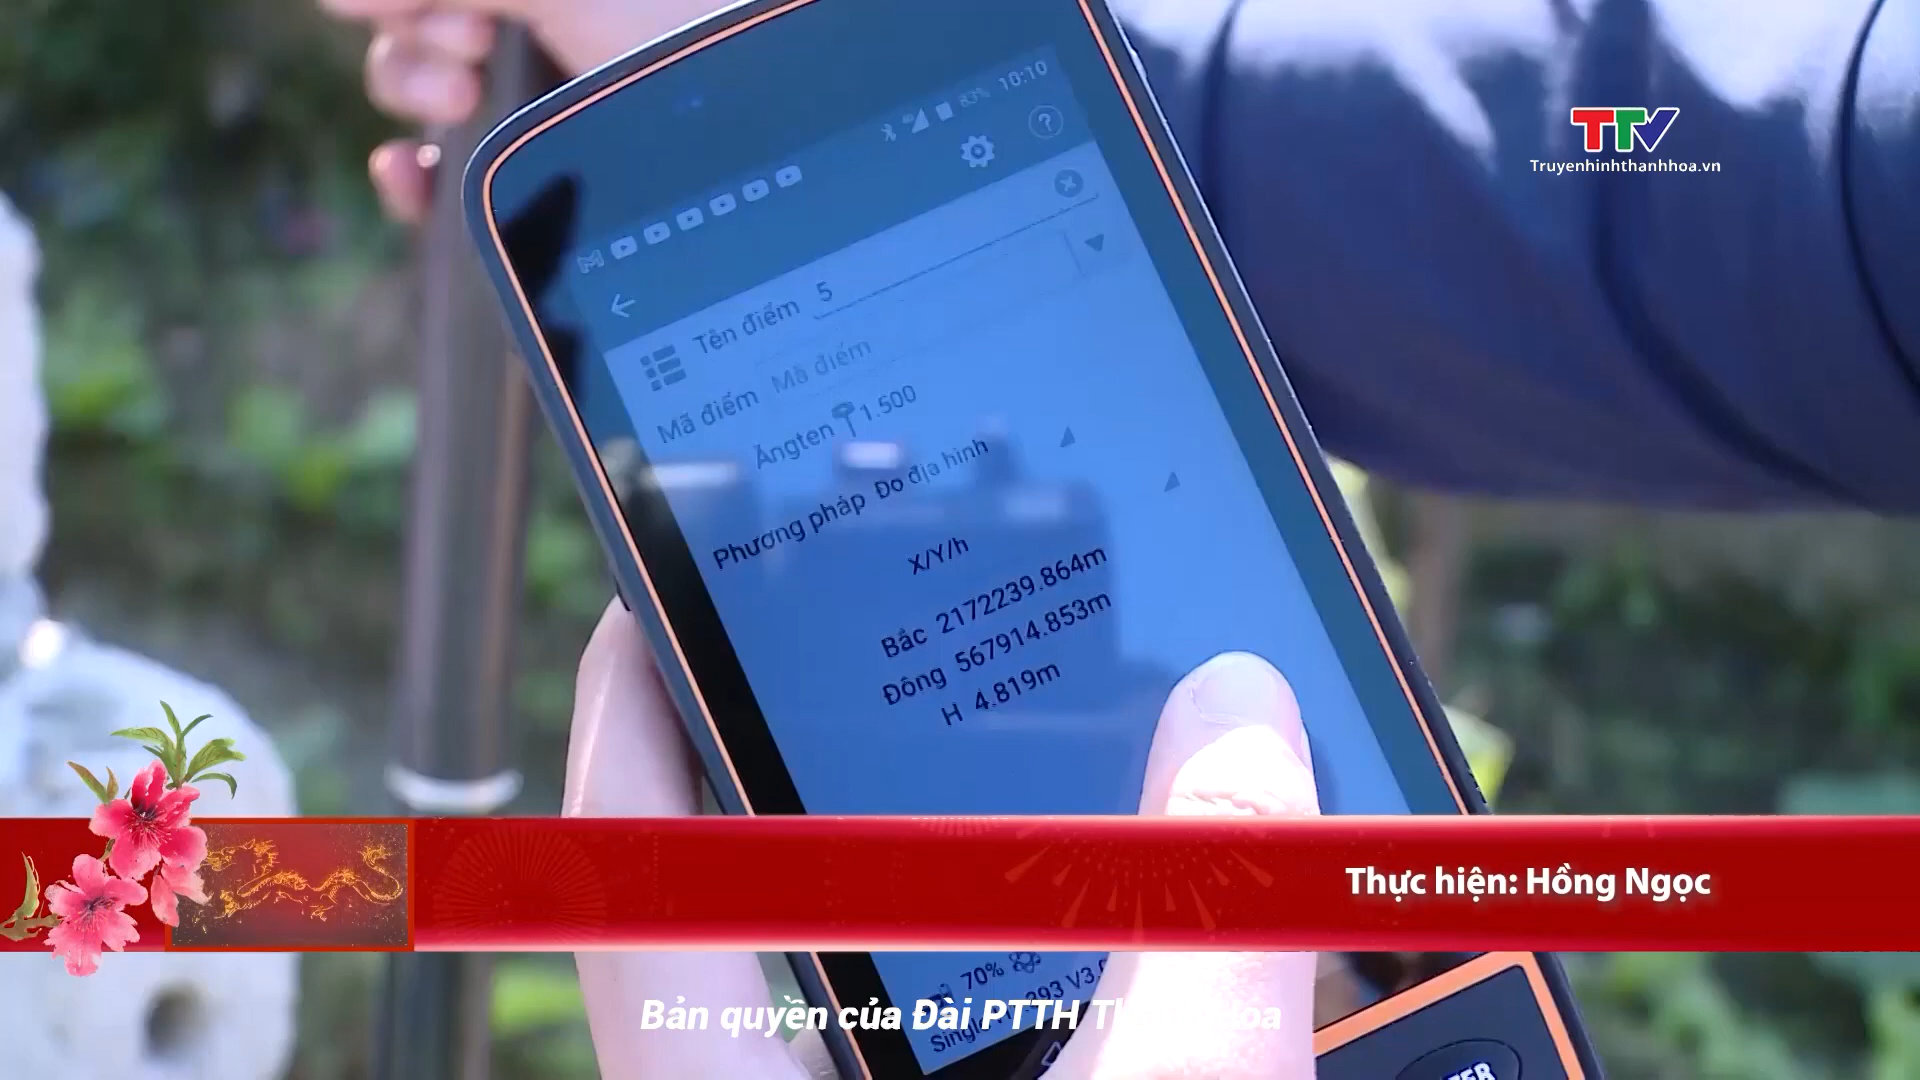 10:10
83%
TTV
Truyenhinhthanhhoa.vn
Tên điểm 5
Mã điểm Mã điểm
Ăngten 1.500
Phương pháp Đo địa hình
X/Y/h
Bắc 2172239.864m
Đông 567914.853m
H 4.819m
Thực hiện: Hồng Ngọc
70%
Bản quyền của Đài PTTH